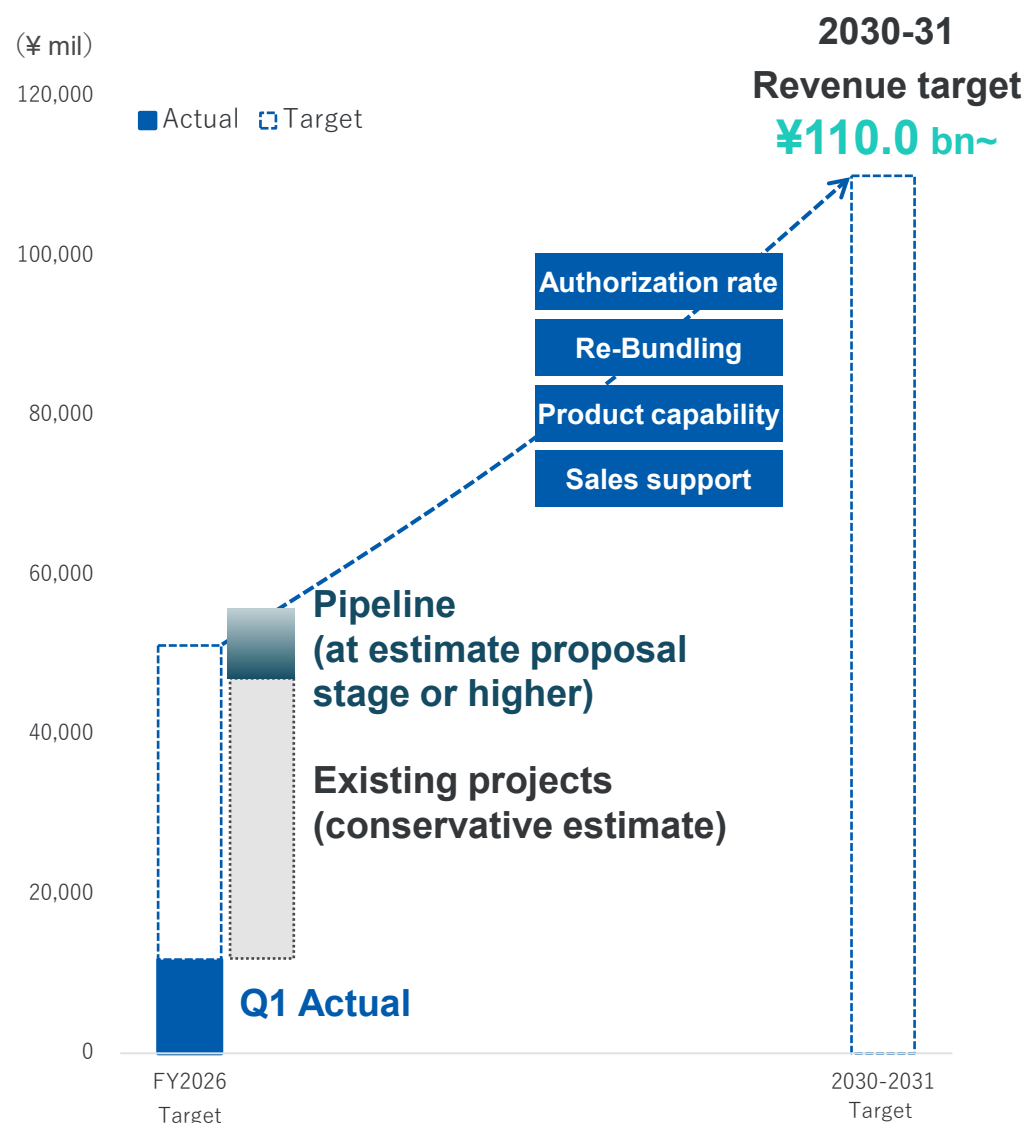 （¥ mil）
2030-31
Revenue target
¥110.0 bn~
120,000
Actual Target
100,000
Authorization rate
Re-Bundling
80,000
Product capability
Sales support
60,000
Pipeline
(at estimate proposal
stage or higher)
40,000
Existing projects
(conservative estimate)
20,000
Q1 Actual
0
FY2026
Target
2030-2031
Target